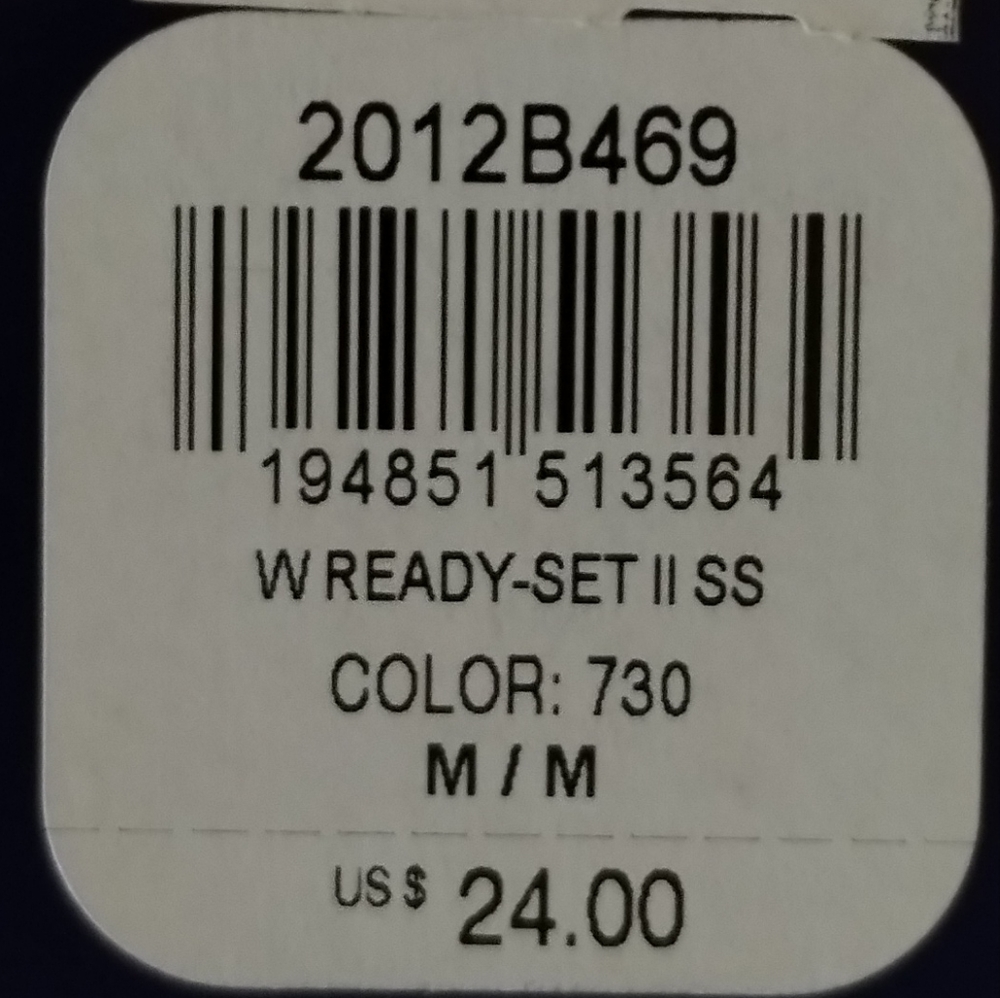 2012B469
194851 513564
W READY-SET II SS
COLOR: 730
M / M
US $ 24.00